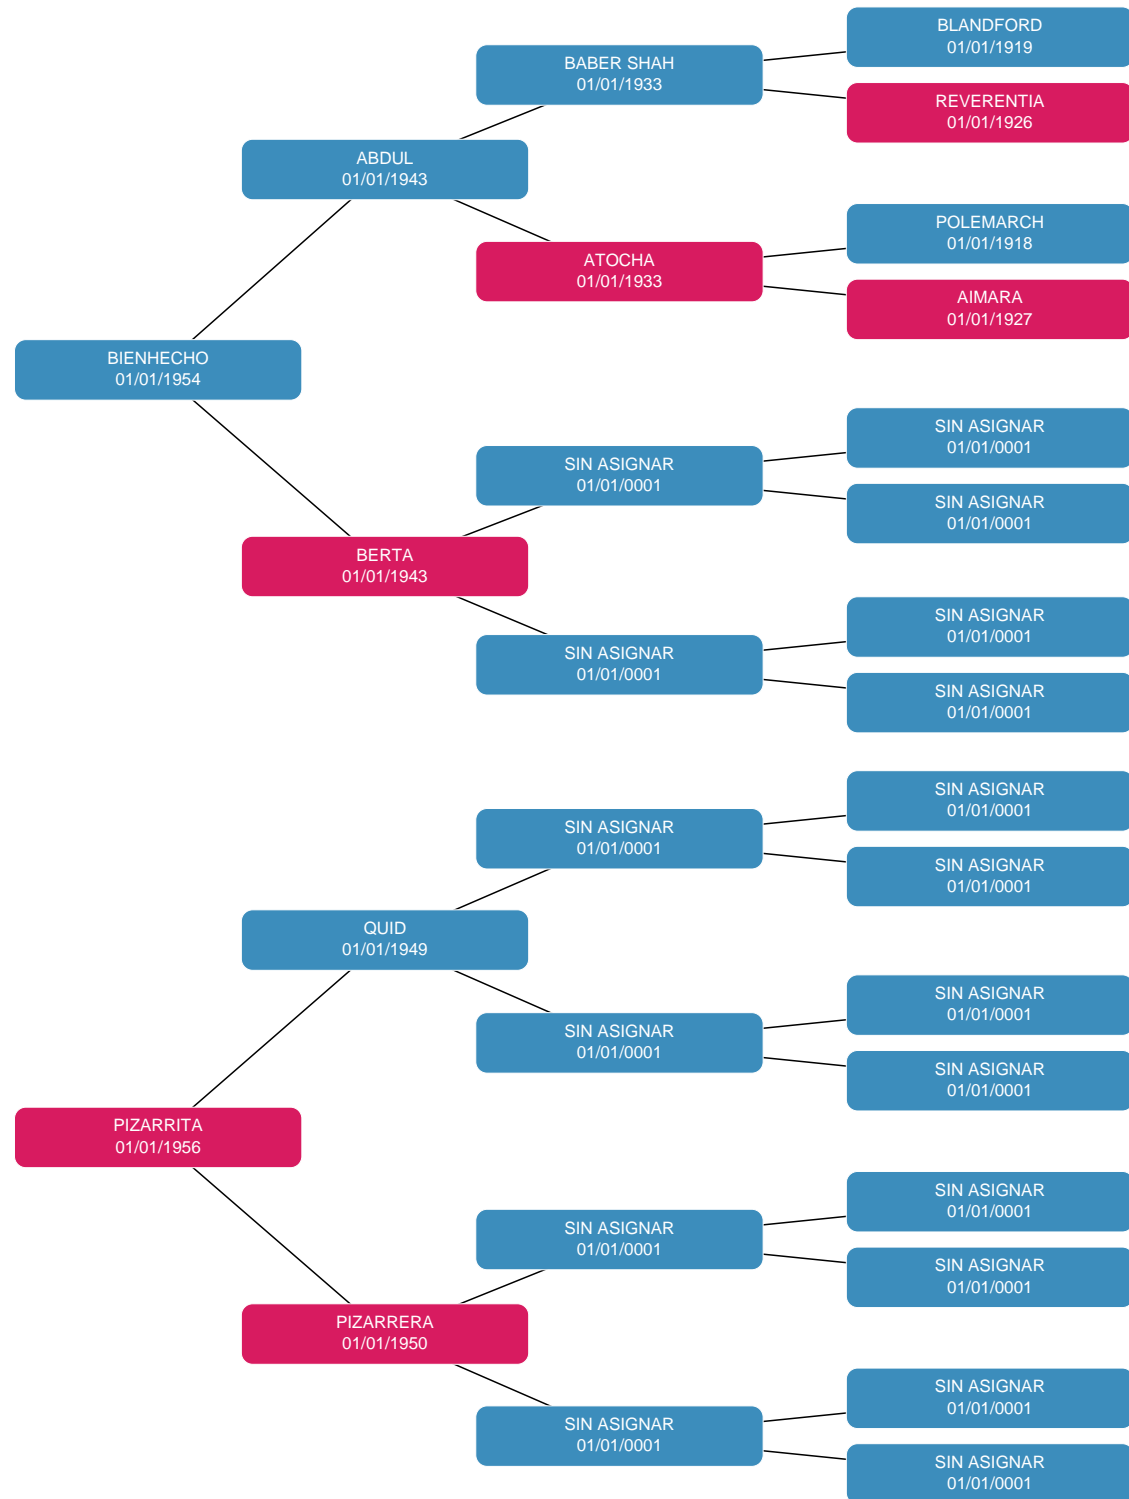 BLANDFORD
01/01/1919
BABER SHAH
01/01/1933
REVERENTIA
01/01/1926
ABDUL
01/01/1943
POLEMARCH
01/01/1918
ATOCHA
01/01/1933
AIMARA
01/01/1927
BIENHECHO
01/01/1954
SIN ASIGNAR
01/01/0001
SIN ASIGNAR
01/01/0001
SIN ASIGNAR
01/01/0001
BERTA
01/01/1943
SIN ASIGNAR
01/01/0001
SIN ASIGNAR
01/01/0001
SIN ASIGNAR
01/01/0001
SIN ASIGNAR
01/01/0001
SIN ASIGNAR
01/01/0001
SIN ASIGNAR
01/01/0001
QUID
01/01/1949
SIN ASIGNAR
01/01/0001
SIN ASIGNAR
01/01/0001
SIN ASIGNAR
01/01/0001
PIZARRITA
01/01/1956
SIN ASIGNAR
01/01/0001
SIN ASIGNAR
01/01/0001
SIN ASIGNAR
01/01/0001
PIZARRERA
01/01/1950
SIN ASIGNAR
01/01/0001
SIN ASIGNAR
01/01/0001
SIN ASIGNAR
01/01/0001